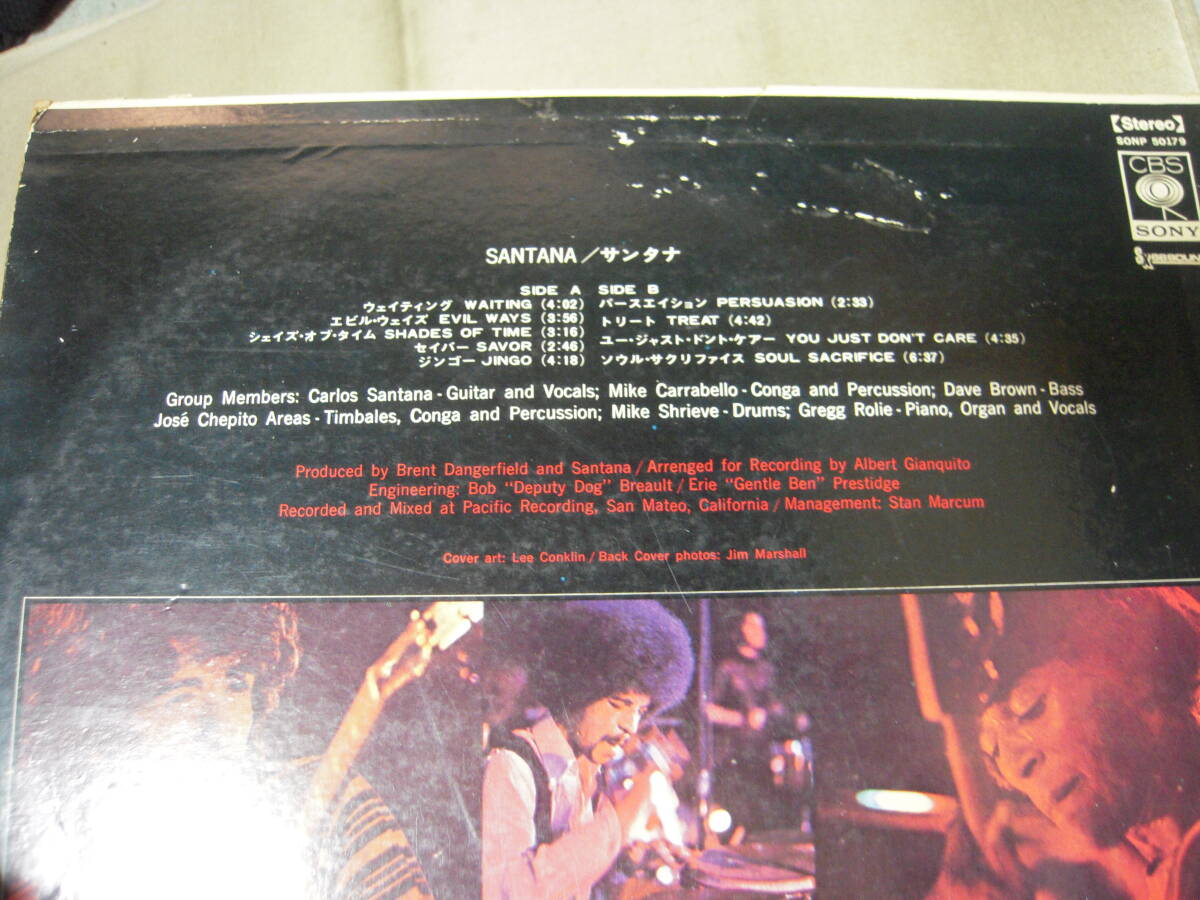 【Stereo】
SONP 50179
CBS
SONY
SANTANA／サンタナ
SIDE A
ウェイティング WAITING (4:02)
エビル・ウェイズ EVIL WAYS (3:56)
シェイズ・オブ・タイム SHADES OF TIME (3:16)
セイバー SAVOR (2:46)
ジンゴー JINGO (4:18)
SIDE B
パースエイション PERSUASION (2:33)
トリート TREAT (4:42)
ユー・ジャスト・ドント・ケアー YOU JUST DON'T CARE (4:35)
ソウル・サクリファイス SOUL SACRIFICE (6:37)
Group Members: Carlos Santana - Guitar and Vocals; Mike Carrabello - Conga and Percussion; Dave Brown - Bass
José Chepito Areas - Timbales, Conga and Percussion; Mike Shrieve - Drums; Gregg Rolie - Piano, Organ and Vocals
Produced by Brent Dangerfield and Santana / Arranged for Recording by Albert Gianquito
Engineering: Bob "Deputy Dog" Breault / Erie "Gentle Ben" Prestidge
Recorded and Mixed at Pacific Recording, San Mateo, California / Management: Stan Marcum
Cover art: Lee Conklin / Back Cover photos: Jim Marshall